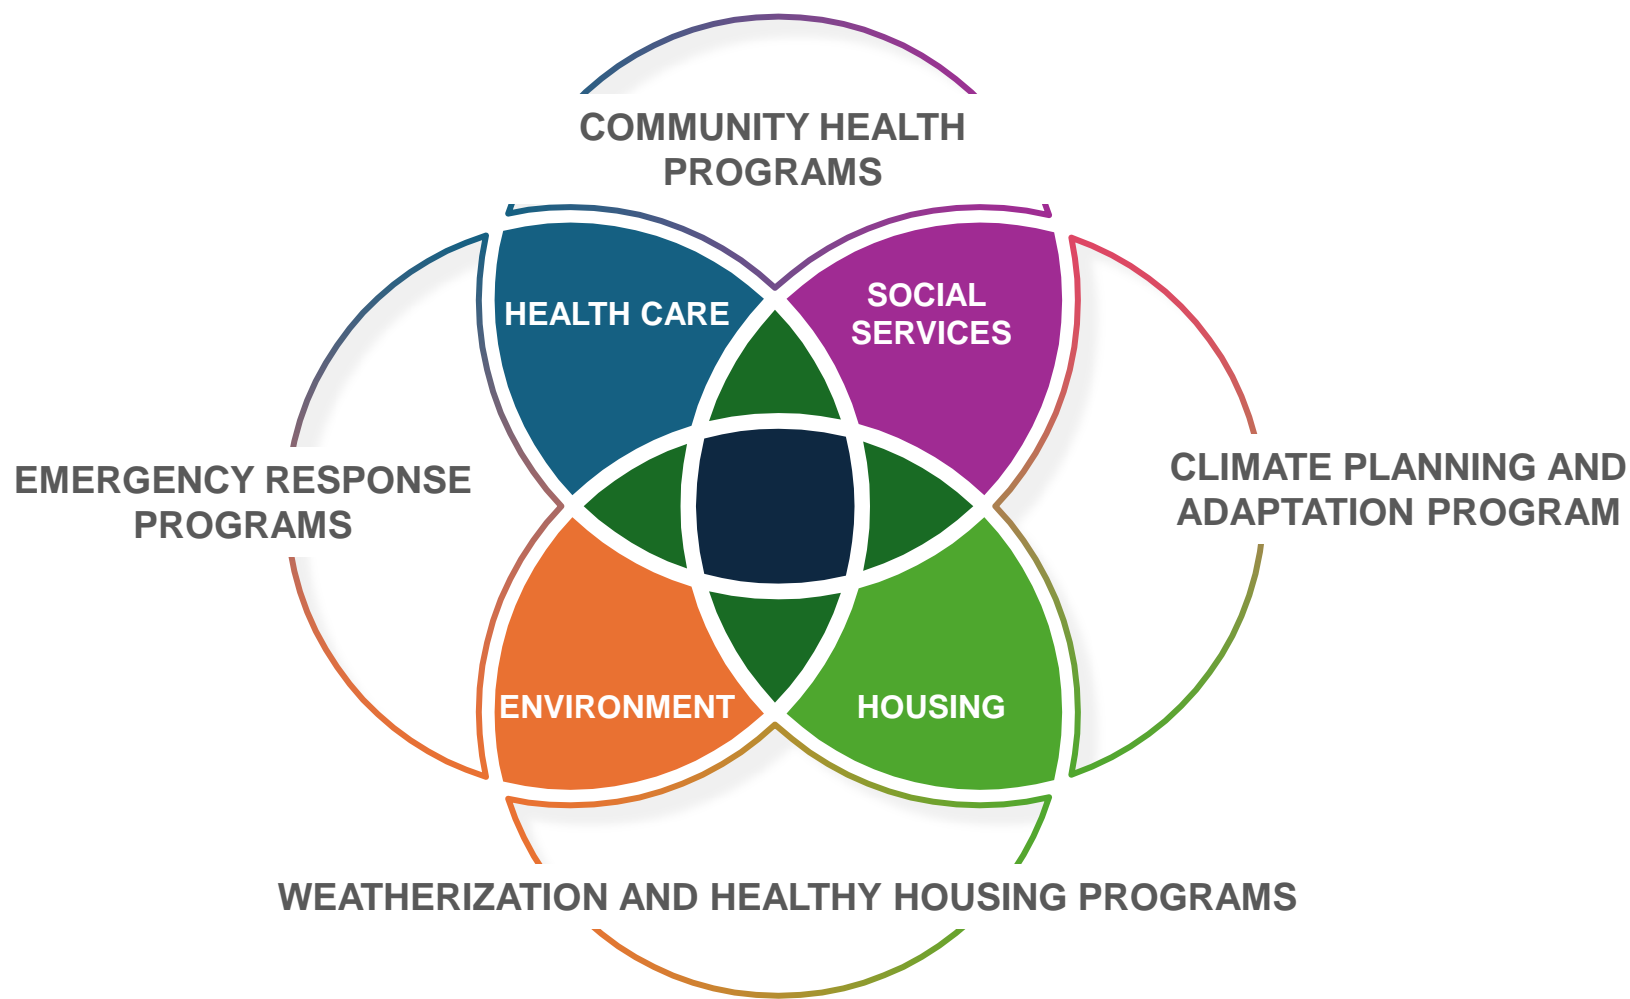 COMMUNITY HEALTH
PROGRAMS
HEALTH CARE
SOCIAL
SERVICES
EMERGENCY RESPONSE
PROGRAMS
CLIMATE PLANNING AND
ADAPTATION PROGRAM
ENVIRONMENT
HOUSING
WEATHERIZATION AND HEALTHY HOUSING PROGRAMS